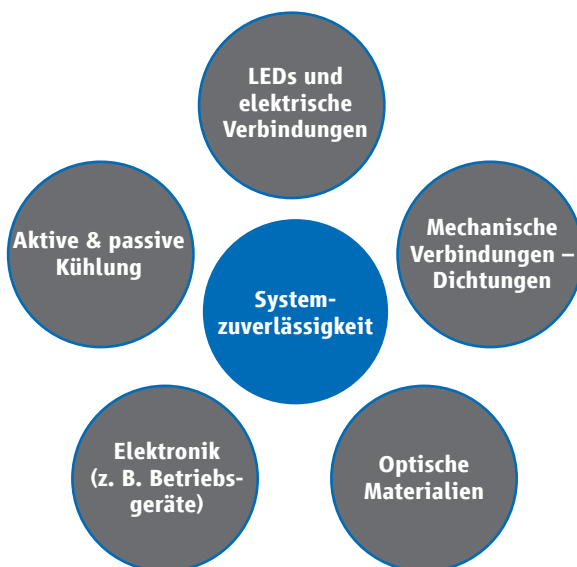 LEDs und
elektrische
Verbindungen
Aktive & passive
Kühlung
Mechanische
Verbindungen –
Dichtungen
System-
zuverlässigkeit
Elektronik
(z. B. Betriebs-
geräte)
Optische
Materialien